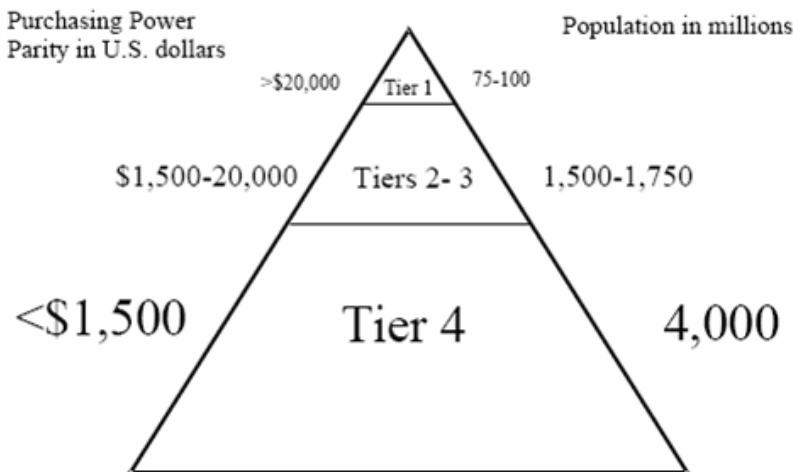 Purchasing Power
Parity in U.S. dollars
Population in millions
>$20,000
Tier 1
75-100
$1,500-20,000
Tiers 2- 3
1,500-1,750
<$1,500
Tier 4
4,000